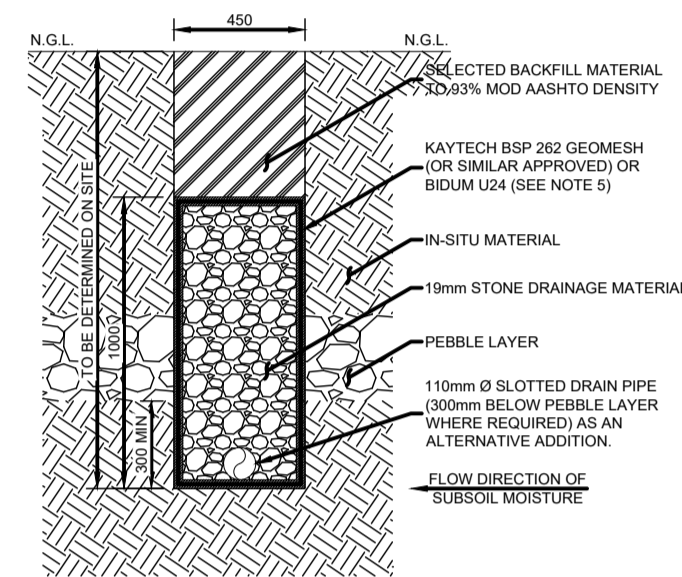 450
N.G.L.
N.G.L.
SELECTED BACKFILL MATERIAL
TO 93% MOD AASHTO DENSITY
KAYTECH BSP 262 GEOMESH
(OR SIMILAR APPROVED) OR
BIDUM U24 (SEE NOTE 5)
IN-SITU MATERIAL
19mm STONE DRAINAGE MATERIAL
PEBBLE LAYER
110mm Ø SLOTTED DRAIN PIPE
(300mm BELOW PEBBLE LAYER
WHERE REQUIRED) AS AN
ALTERNATIVE ADDITION.
FLOW DIRECTION OF
SUBSOIL MOISTURE
TO BE DETERMINED ON SITE
1000
300 MIN